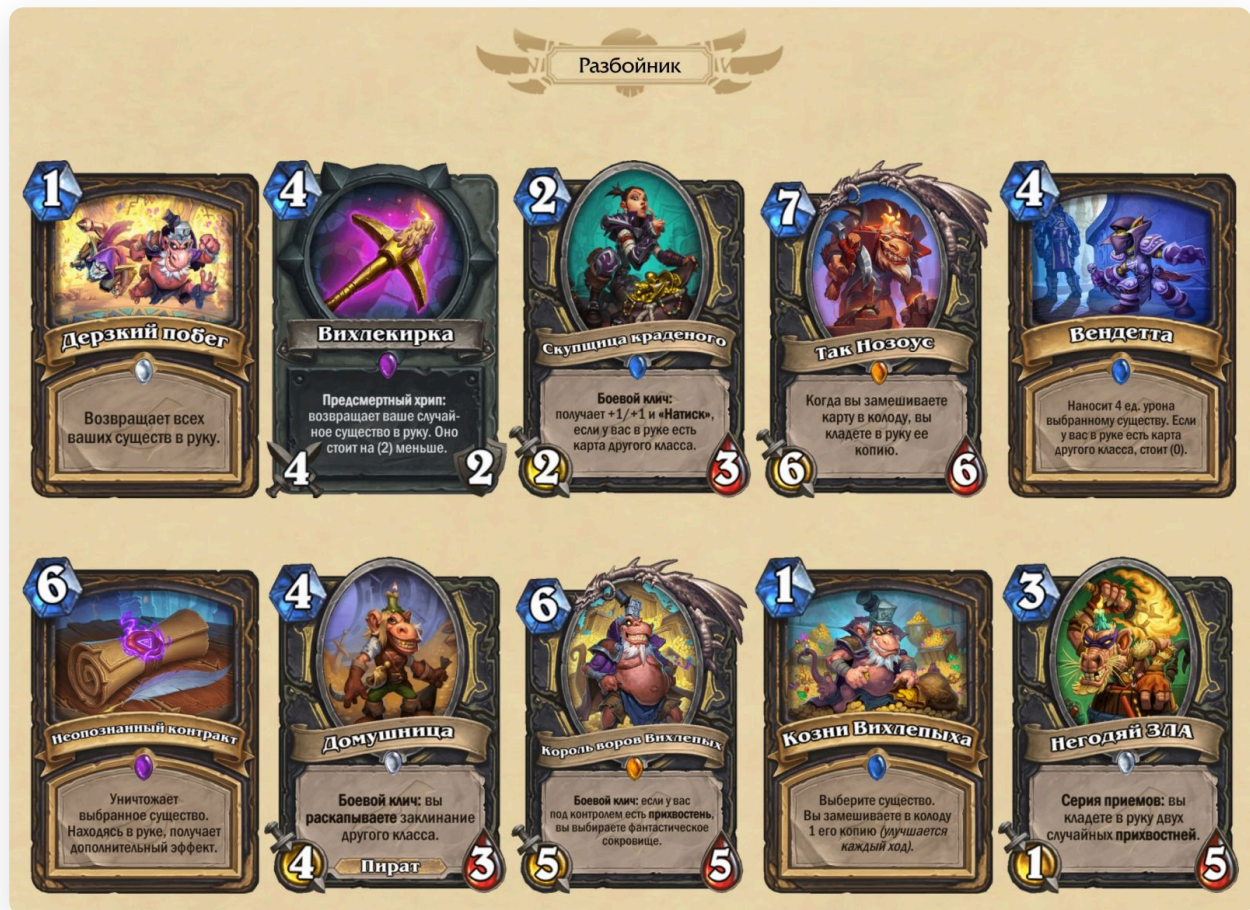 Разбойник
1
Дерзкий побег
Возвращает всех
ваших существ в руку.
4
Вихлекирка
Предсмертный хрип:
возвращает ваше случай-
ное существо в руку. Оно
стоит на (2) меньше.
4
2
2
Скупщица краденого
Боевой клич:
получает +1/+1 и «Натиск»,
если у вас в руке есть
карта другого класса.
2
3
7
Так Нозоус
Когда вы замешиваете
карту в колоду, вы
кладете в руку ее
копию.
6
6
4
Вендетта
Наносит 4 ед. урона
выбранному существу. Если
у вас в руке есть карта
другого класса, стоит (0).
6
Неопознанный контракт
Уничтожает
выбранное существо.
Находясь в руке, получает
дополнительный эффект.
4
Домушница
Боевой клич: вы
раскапываете заклинание
другого класса.
4
Пират
3
6
Король воров Вихлепых
Боевой клич: если у вас
под контролем есть прихвостень,
вы выбираете фантастическое
сокровище.
5
5
1
Козни Вихлепыха
Выберите существо.
Вы замешиваете в колоду
1 его копию (улучшается
каждый ход).
3
Негодяй ЗЛА
Серия приемов: вы
кладете в руку двух
случайных прихвостней.
1
5